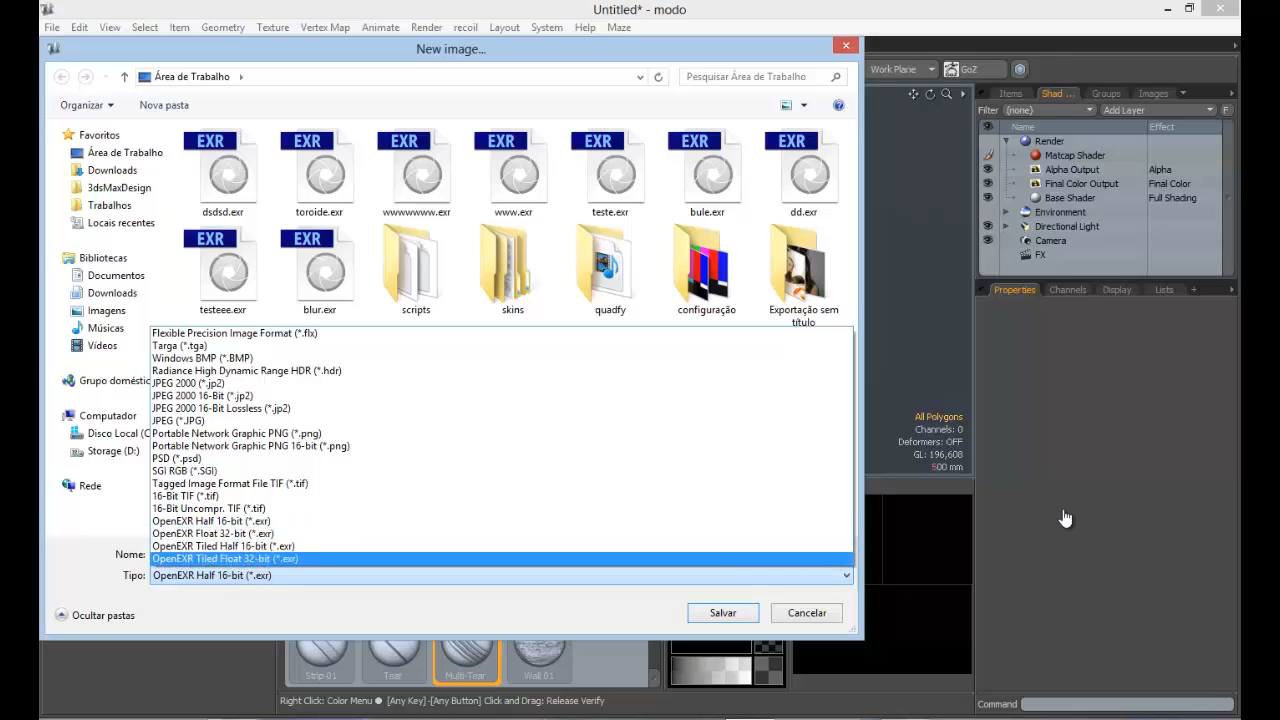 Untitled* - modo
File Edit View Select Item Geometry Texture Vertex Map Animate Render recoil Layout System Help Maze
New image...
Área de Trabalho
Pesquisar Área de Trabalho
Organizar
Nova pasta
Favoritos
Área de Trabalho
Downloads
3dsMaxDesign
Trabalhos
Locais recentes
Bibliotecas
Documentos
Downloads
Imagens
Músicas
Vídeos
Grupo doméstic
Computador
Disco Local (C
Storage (D:)
Rede
EXR EXR EXR EXR EXR EXR EXR
dsdsd.exr toroide.exr
www.exr teste.exr bule.exr dd.exr
EXR EXR
testeee.exr blur.exr scripts skins quadfy configuração Exportação sem
título
Flexible Precision Image Format (*.flx)
Targa (*.tga)
Windows BMP (*.BMP)
Radiance High Dynamic Range HDR (*.hdr)
JPEG 2000 (*.jp2)
JPEG 2000 16-Bit (*.jp2)
JPEG 2000 16-Bit Lossless (*.jp2)
JPEG (*.JPG)
Portable Network Graphic PNG (*.png)
Portable Network Graphic PNG 16-bit (*.png)
PSD (*.psd)
SGI RGB (*.SGI)
Tagged Image Format File TIF (*.tif)
16-Bit TIF (*.tif)
16-Bit Uncompr. TIF (*.tif)
OpenEXR Half 16-bit (*.exr)
OpenEXR Float 32-bit (*.exr)
OpenEXR Tiled Half 16-bit (*.exr)
OpenEXR Tiled Float 32-bit (*.exr)
Nome:
Tipo: OpenEXR Half 16-bit (*.exr)
Ocultar pastas
Salvar Cancelar
Work Plane
GoZ
Items Shad ... Groups Images
Filter (none) Add Layer F
Name Effect
Render
Matcap Shader
Alpha Output Alpha
Final Color Output Final Color
Base Shader Full Shading
Environment
Directional Light
Camera
FX
Properties Channels Display Lists +
All Polygons
Channels: 0
Deformers: OFF
GL: 196,608
500 mm
Strip 01 Tear Multi-Tear Wall 01
Right Click: Color Menu ● [Any Key]-[Any Button] Click and Drag: Release Verify
Command